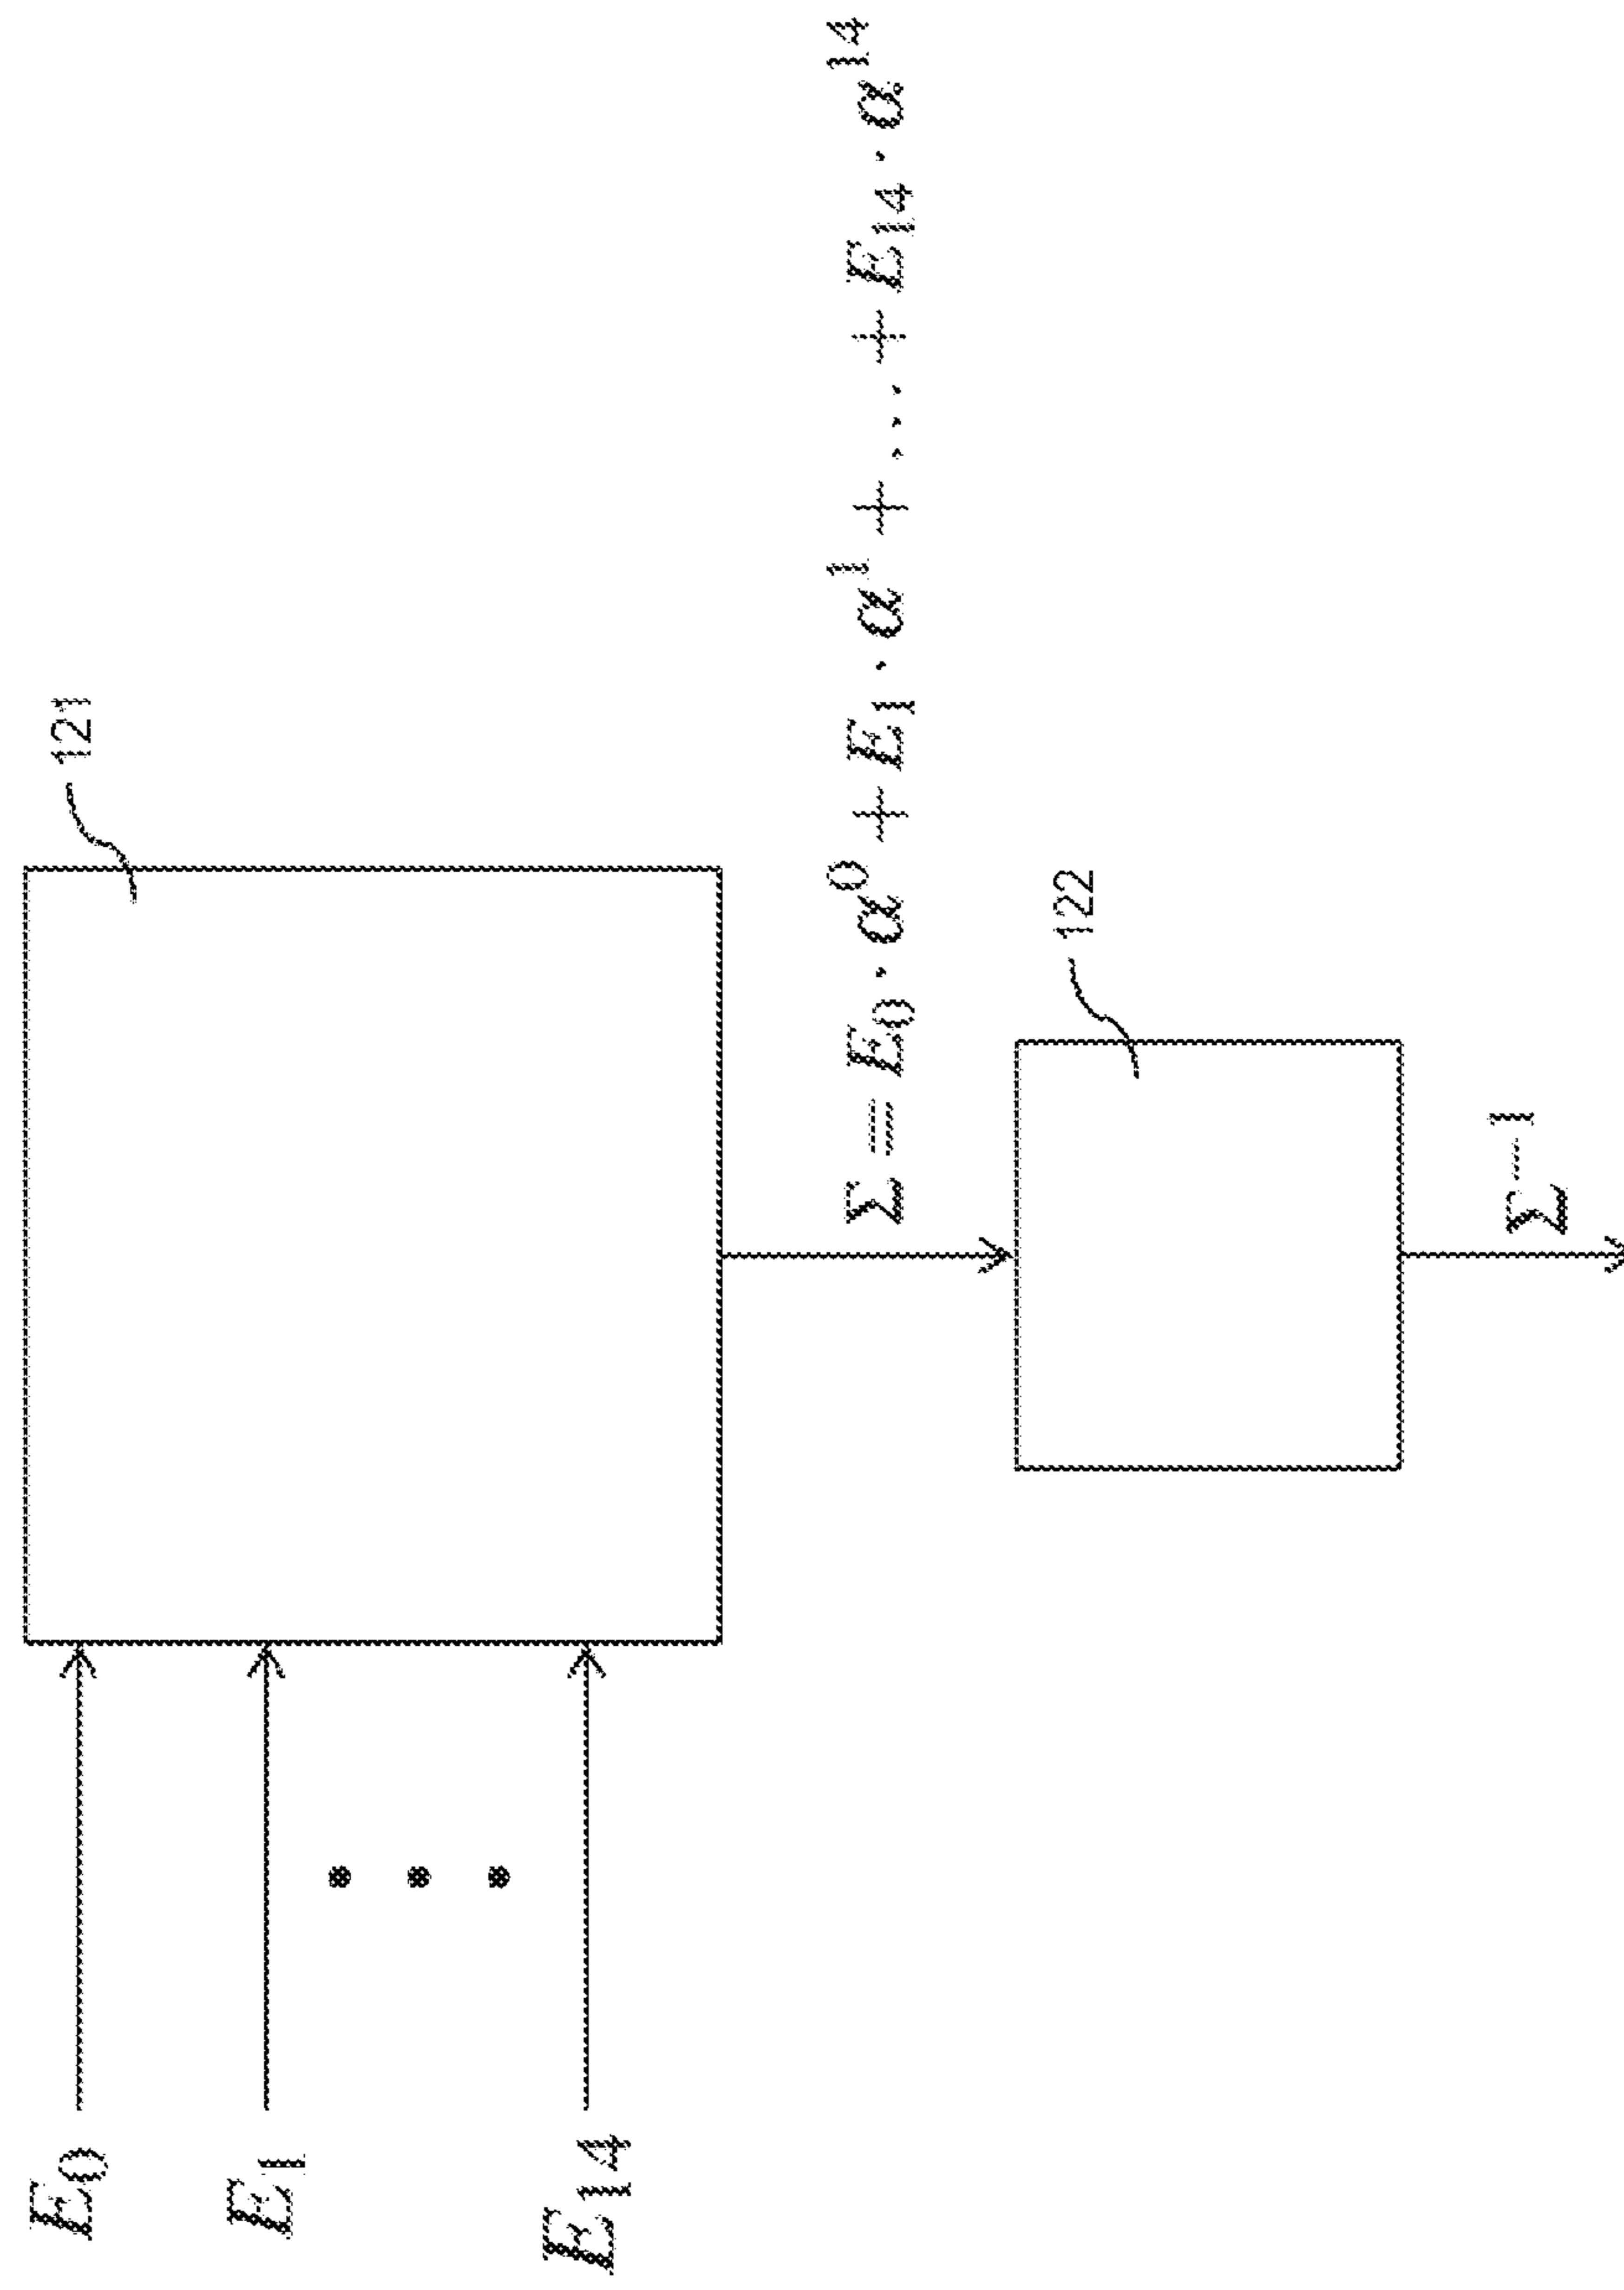 E₀
E₁
E₁₄
121
Σ = E₀ · α⁰ + E₁ · α¹ + ... + E₁₄ · α¹⁴
122
Σ⁻¹